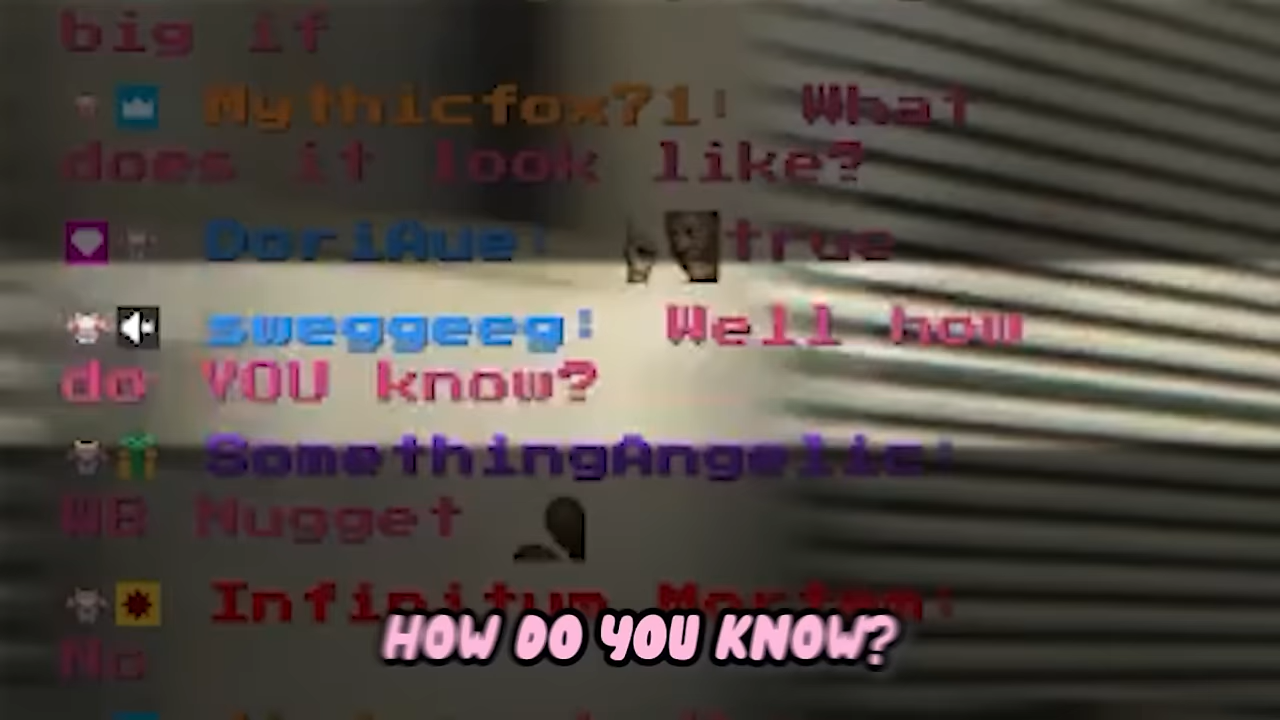 big if
Mythicfox71: What
does it look like?
DoriAue: true
sweggeeg: Well how
do YOU know?
SomethingAngelic:
WB Nugget
Infinitum Mortem:
No
HOW DO YOU KNOW?